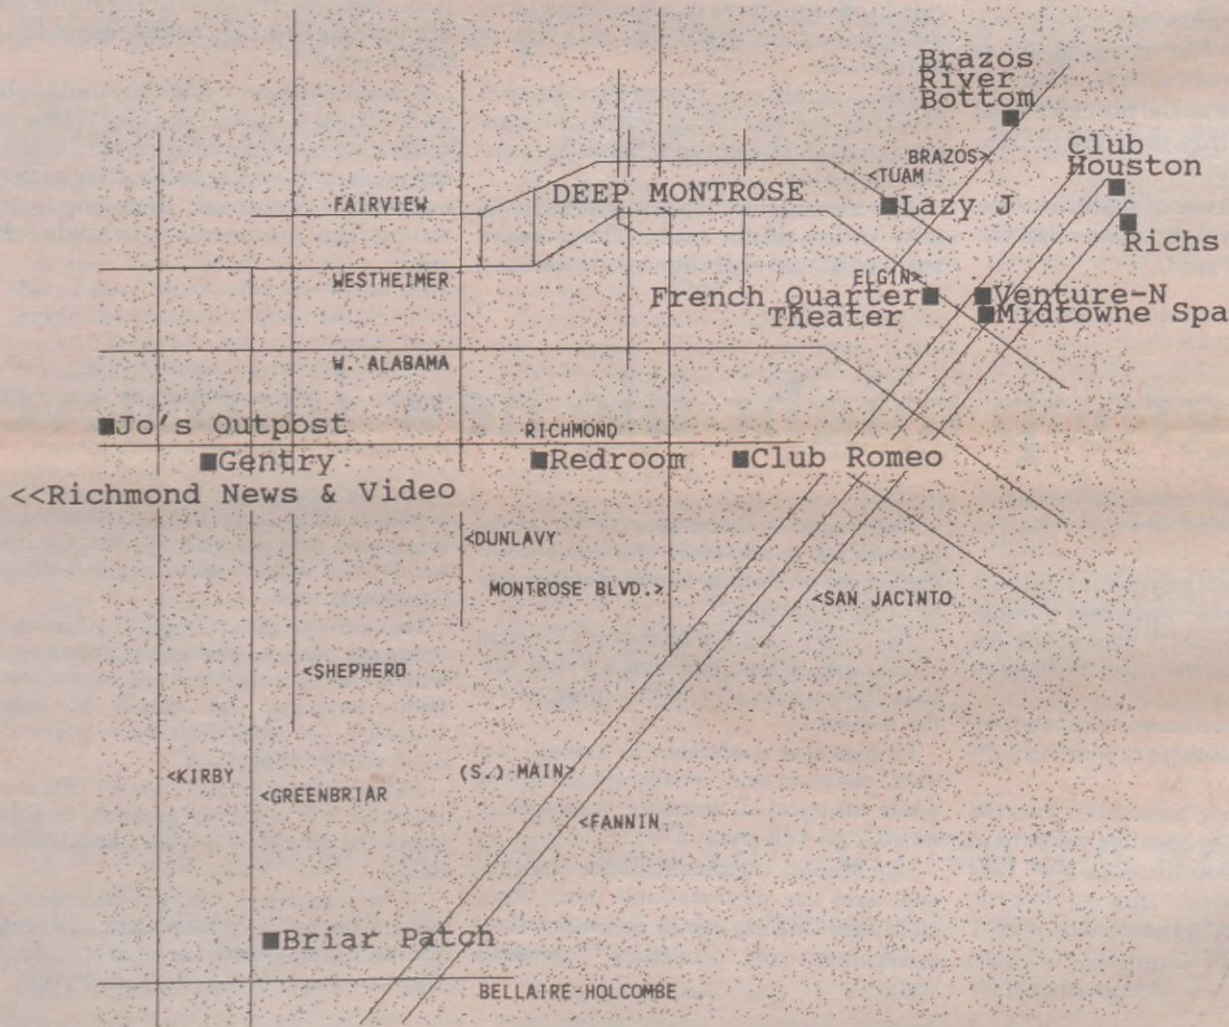 Brazos
River
Bottom
BRAZOS>
Club
Houston
<TUAM
DEEP MONTROSE
FAIRVIEW
Lazy J
Richs
WESTHEIMER
ELGIN>
French Quarter
Theater
Venture-N
Midtowne Spa
W. ALABAMA
Jo's Outpost
RICHMOND
Gentry
Redroom
Club Romeo
<<Richmond News & Video
<DUNLAVY
MONTROSE BLVD.>
<SAN JACINTO
<SHEPHERD
<KIRBY
(S.) MAIN>
<GREENBRIAR
<FANNIN
Briar Patch
BELLAIRE-HOLCOMBE